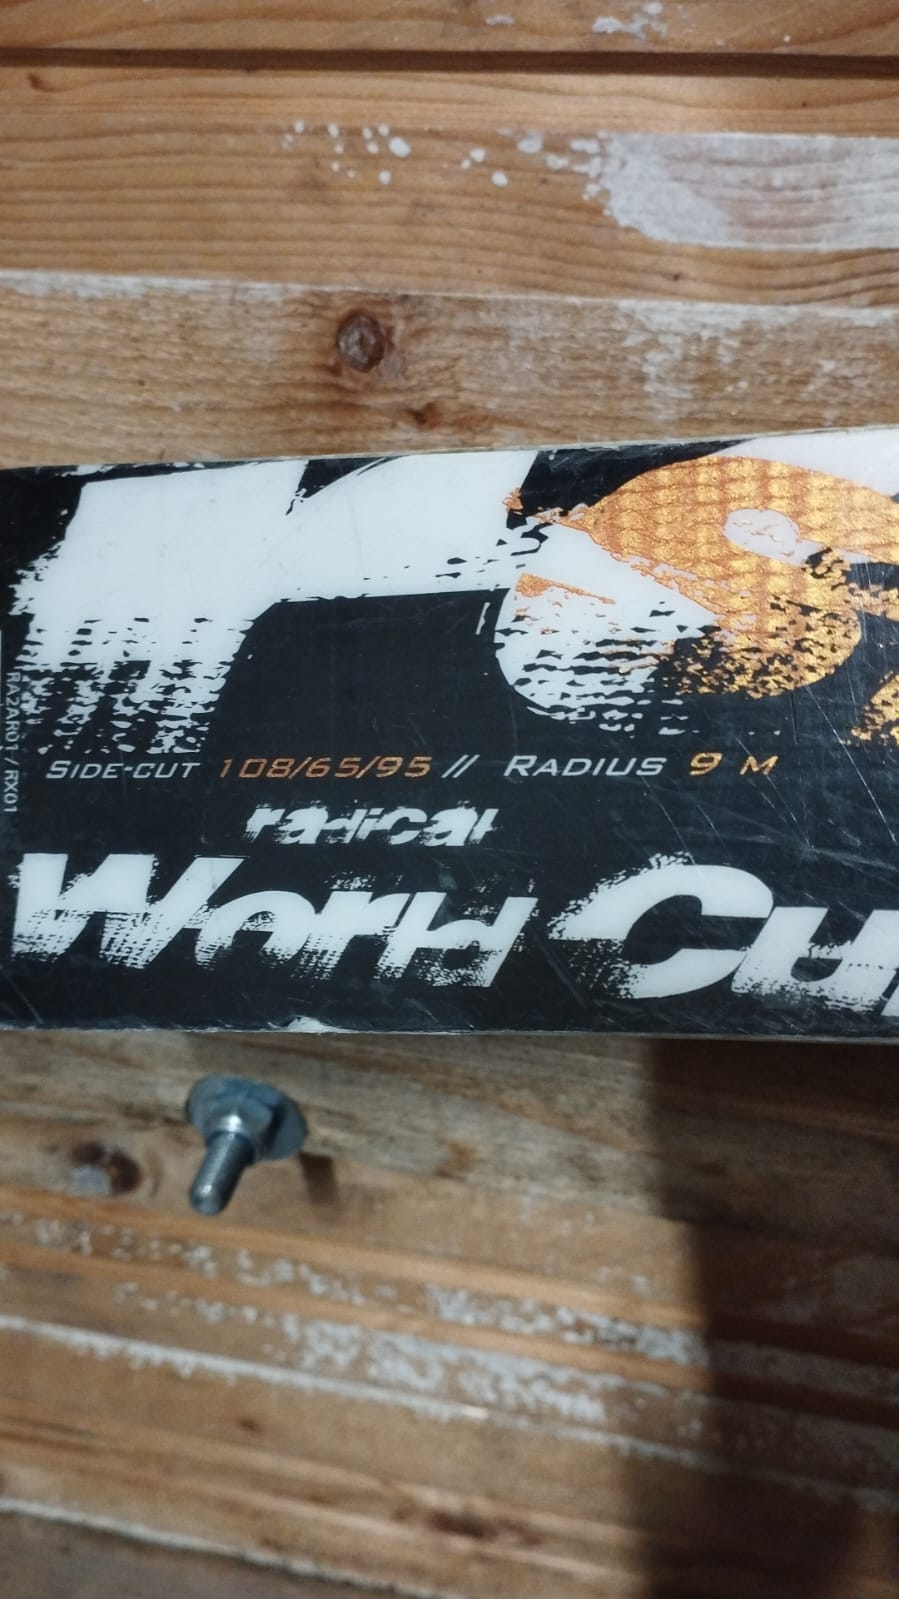 RA2AR01 / RX01
SIDE-CUT 108/65/95 // RADIUS 9 M
radical
World Cu